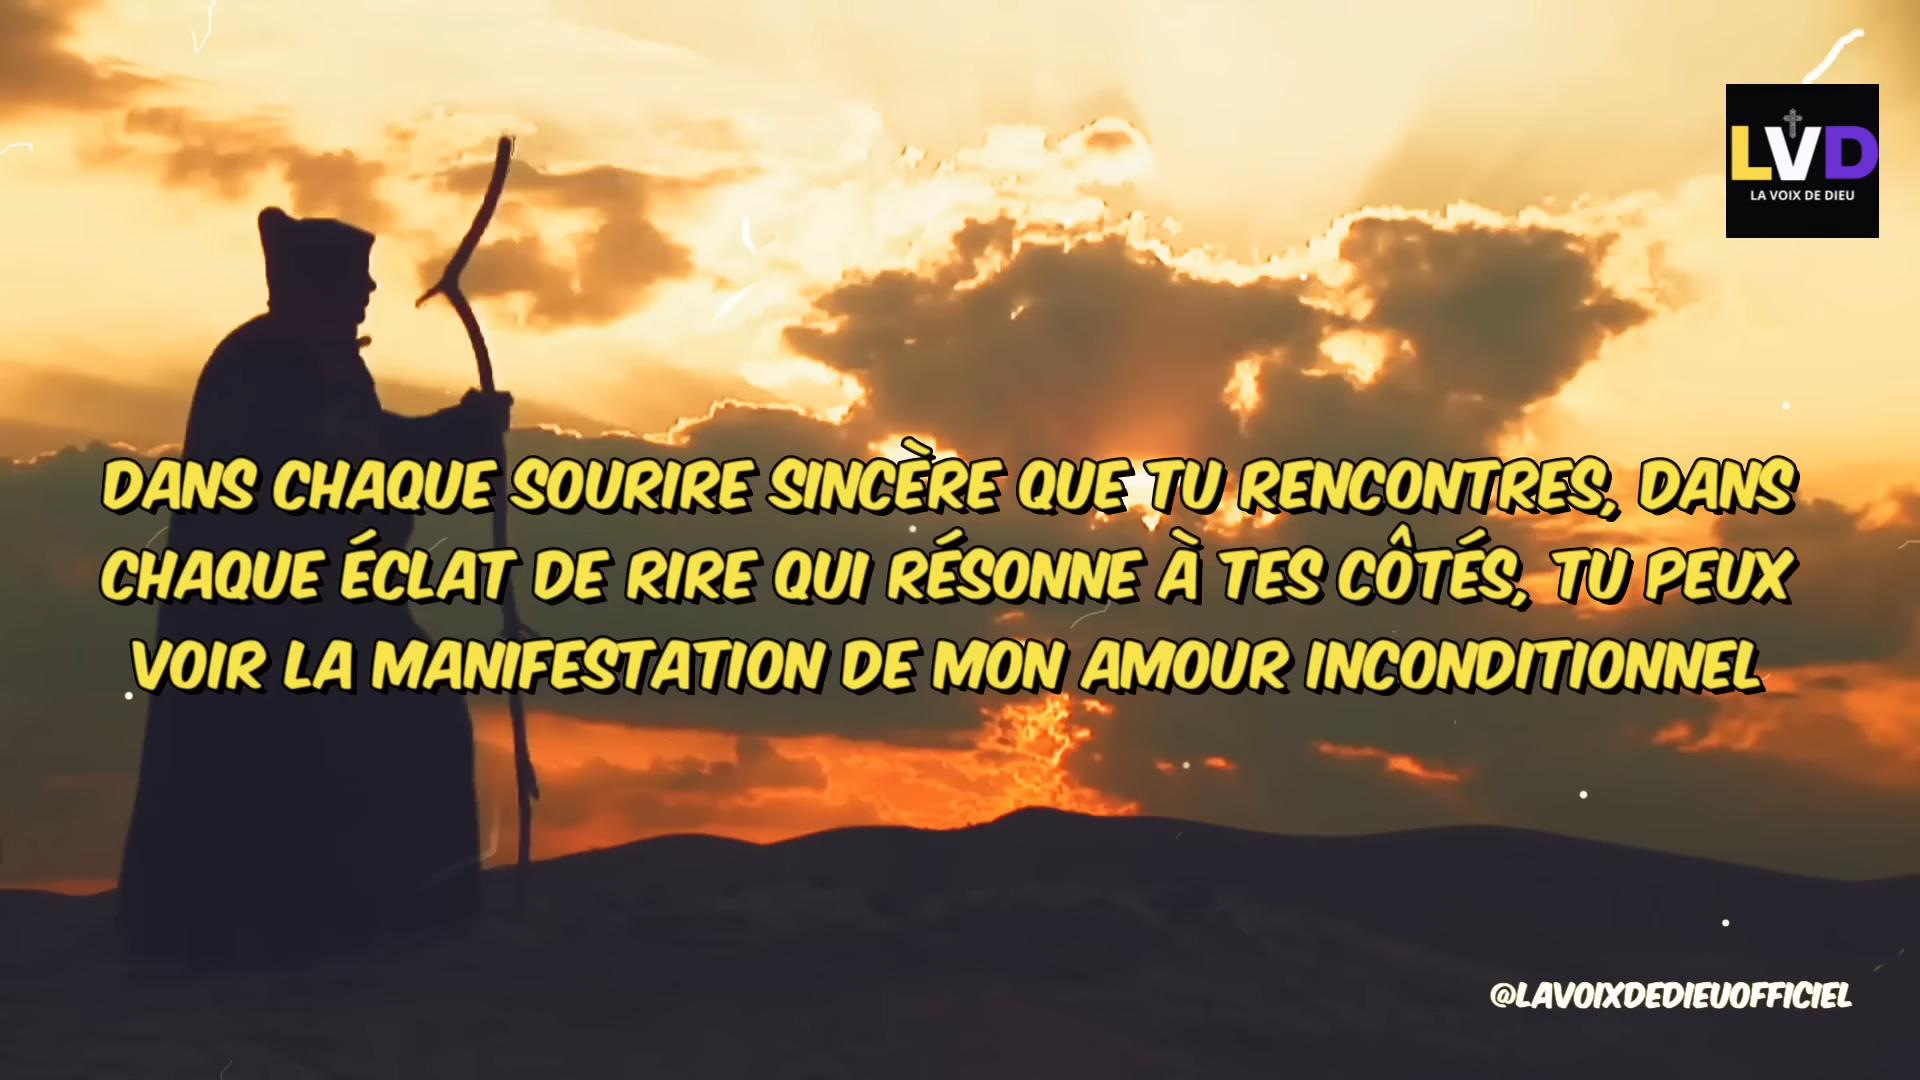 LVD
LA VOIX DE DIEU
DANS CHAQUE SOURIRE SINCÈRE QUE TU RENCONTRES, DANS
CHAQUE ÉCLAT DE RIRE QUI RÉSONNE À TES CÔTÉS, TU PEUX
VOIR LA MANIFESTATION DE MON AMOUR INCONDITIONNEL
@LAVOIXDEDIEUOFFICIEL